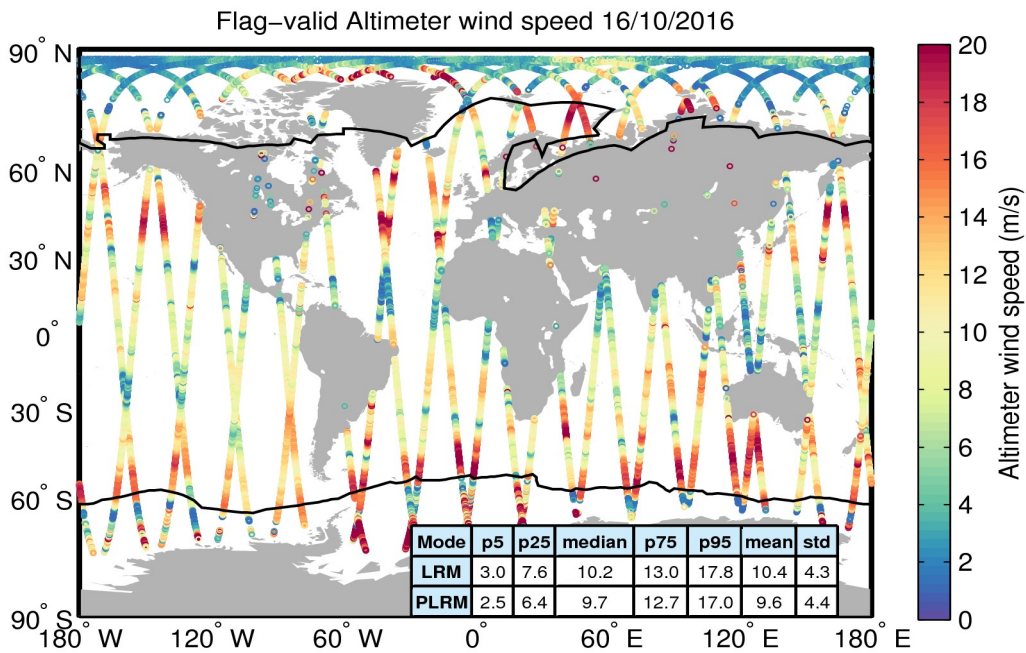 Flag−valid Altimeter wind speed 16/10/2016
90° N
60° N
30° N
0°
30° S
60° S
90° S
180° W
120° W
60° W
0°
60° E
120° E
180° E
Mode p5 p25 median p75 p95 mean std
LRM 3.0 7.6 10.2 13.0 17.8 10.4 4.3
PLRM 2.5 6.4 9.7 12.7 17.0 9.6 4.4
20
18
16
14
12
10
8
6
4
2
0
Altimeter wind speed (m/s)